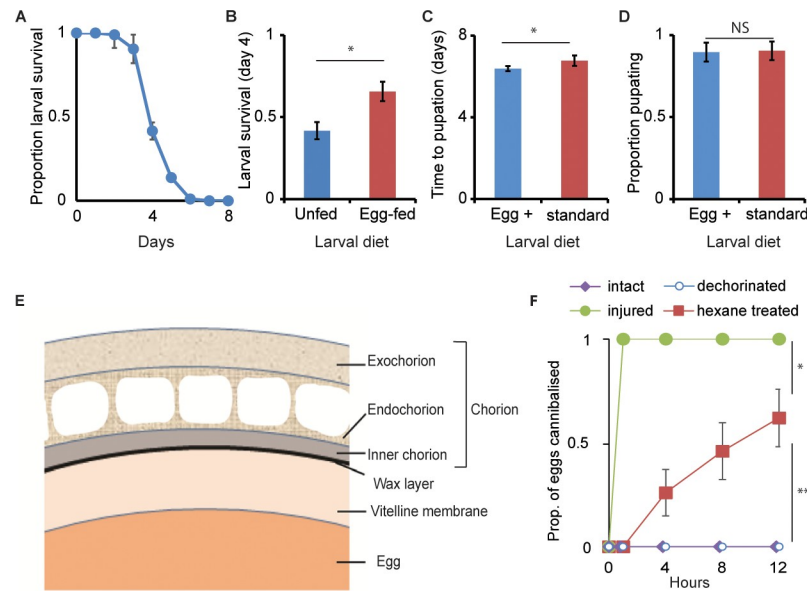 A
Proportion larval survival
1
0.5
0
0
4
8
Days
B
Larval survival (day 4)
1
0.5
0
*
Unfed
Egg-fed
Larval diet
C
Time to pupation (days)
8
4
0
*
Egg +
standard
Larval diet
D
Proportion pupating
1
0.5
0
NS
Egg +
standard
Larval diet
E
Exochorion
Endochorion
Chorion
Inner chorion
Wax layer
Vitelline membrane
Egg
F
intact
dechorinated
injured
hexane treated
Prop. of eggs cannibalised
1
0.5
0
0
4
8
12
Hours
*
**